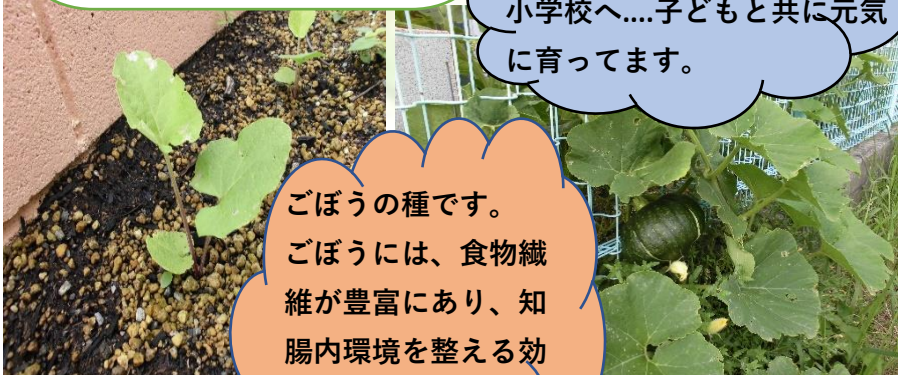 小学校へ....子どもと共に元気
に育ってます。
ごぼうの種です。
ごぼうには、食物繊
維が豊富にあり、知
腸内環境を整える効